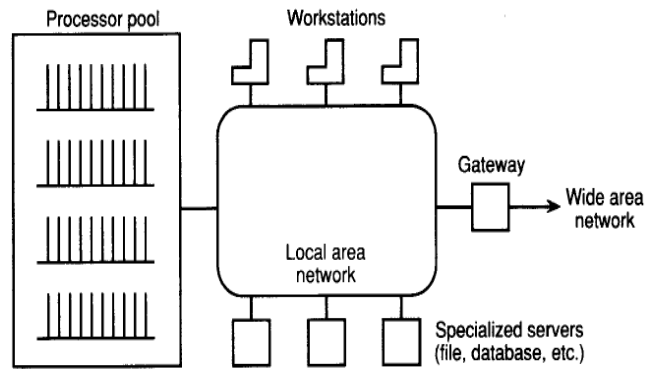 Processor pool
Workstations
Gateway
Wide area
network
Local area
network
Specialized servers
(file, database, etc.)